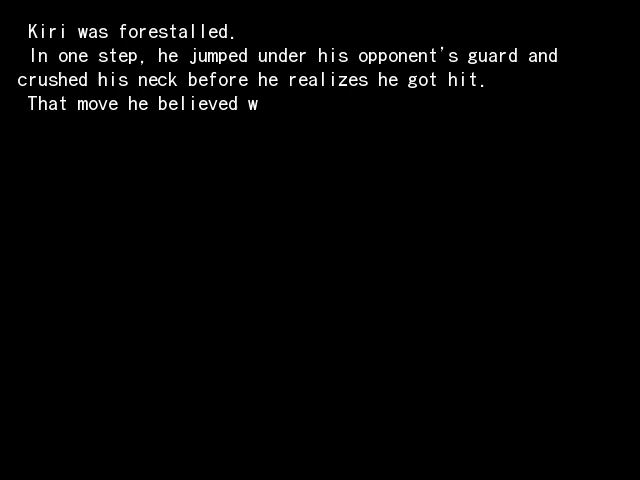 Kiri was forestalled.
In one step, he jumped under his opponent's guard and
crushed his neck before he realizes he got hit.
That move he believed w